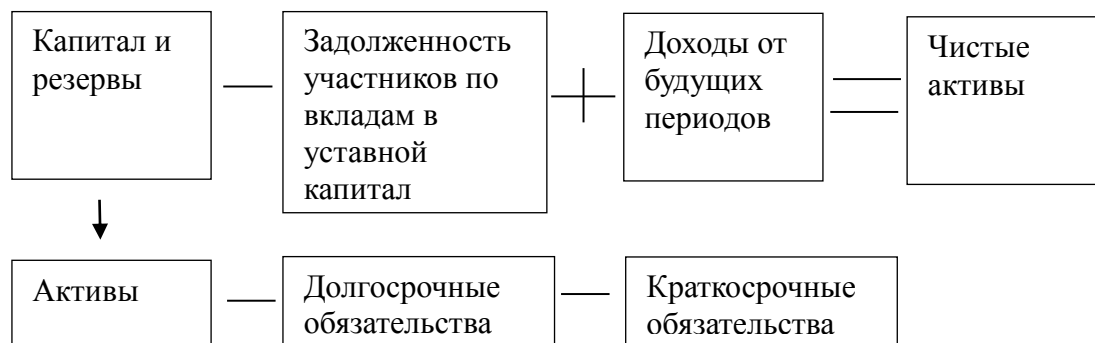 Капитал и
резервы
Задолженность
участников по
вкладам в
уставной
капитал
Доходы от
будущих
периодов
Чистые
активы
Активы
Долгосрочные
обязательства
Краткосрочные
обязательства